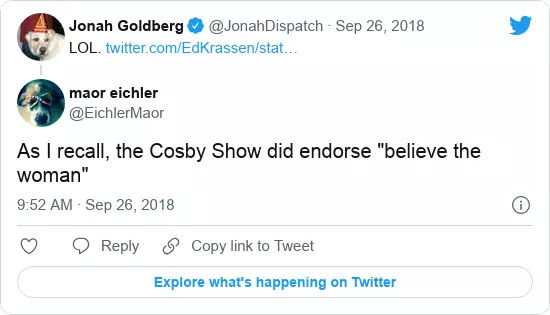 Jonah Goldberg @JonahDispatch · Sep 26, 2018
LOL. twitter.com/EdKrassen/stat…
maor eichler
@EichlerMaor
As I recall, the Cosby Show did endorse "believe the
woman"
9:52 AM · Sep 26, 2018
Reply
Copy link to Tweet
Explore what's happening on Twitter